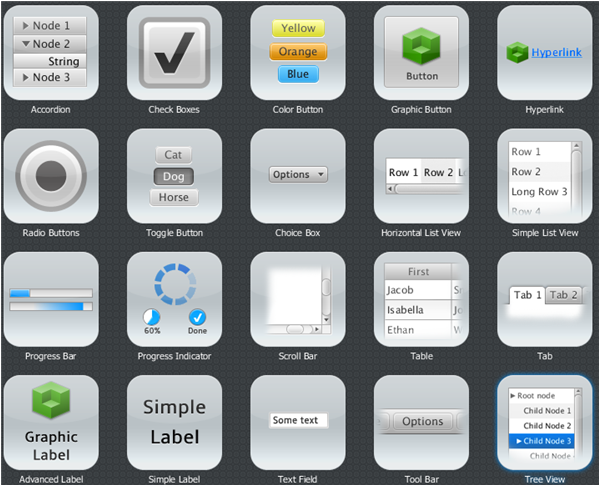 Node 1
Node 2
String
Node 3
Accordion
Check Boxes
Yellow
Orange
Blue
Color Button
Button
Graphic Button
Hyperlink
Hyperlink
Radio Buttons
Cat
Dog
Horse
Toggle Button
Options
Choice Box
Row 1 Row 2
Horizontal List View
Row 1
Row 2
Long Row 3
Row 4
Simple List View
Progress Bar
60% Done
Progress Indicator
Scroll Bar
First
Jacob
Isabella
Ethan
Table
Tab 1 Tab 2
Tab
Graphic
Label
Advanced Label
Simple
Label
Simple Label
Some text
Text Field
Options
Tool Bar
Root node
Child Node 1
Child Node 2
Child Node 3
Child Node
Tree View